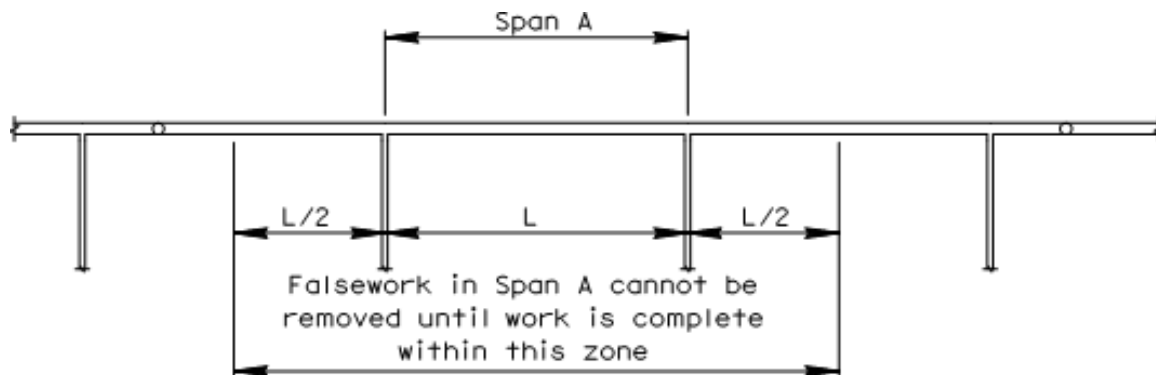 Span A
L/2
L
L/2
Falsework in Span A cannot be
removed until work is complete
within this zone